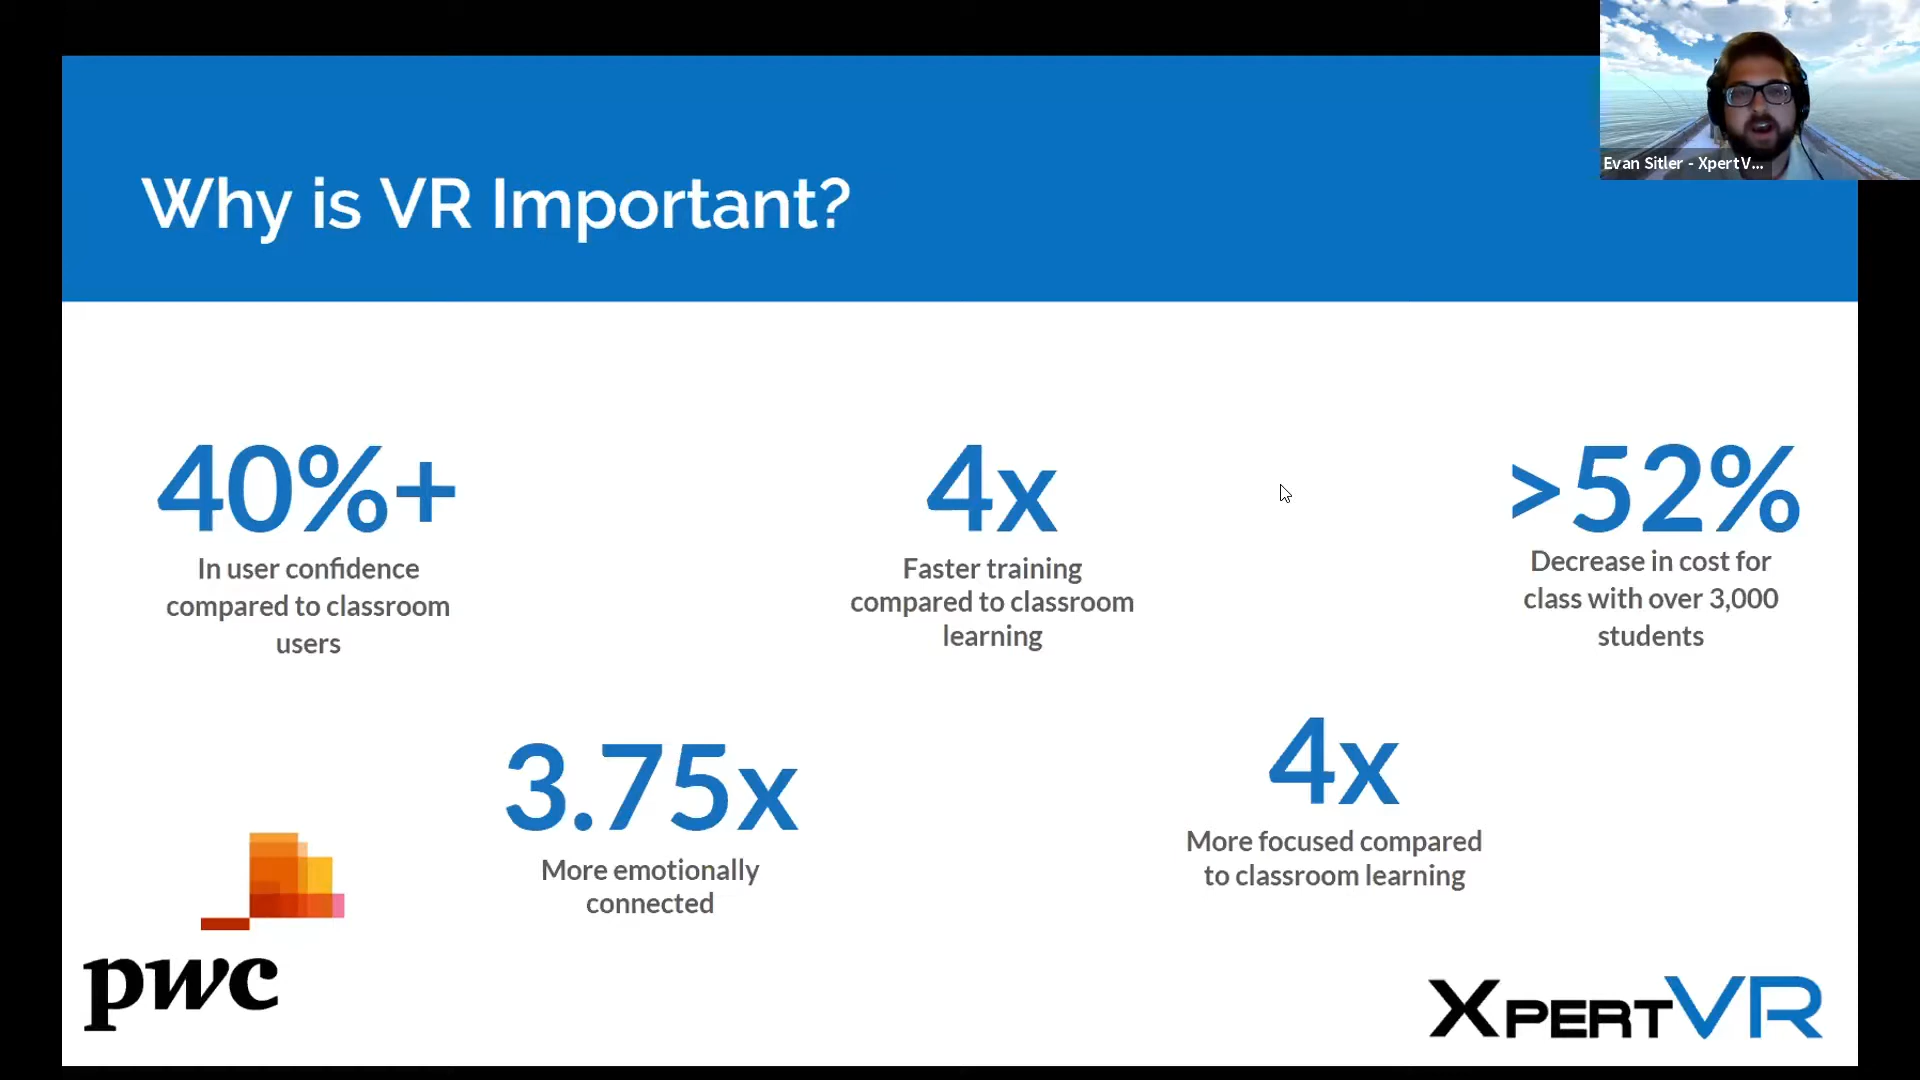 Evan Sitler - XpertV...
Why is VR Important?
40%+
In user confidence
compared to classroom
users
4x
Faster training
compared to classroom
learning
>52%
Decrease in cost for
class with over 3,000
students
3.75x
More emotionally
connected
4x
More focused compared
to classroom learning
pwc
XPERTVR